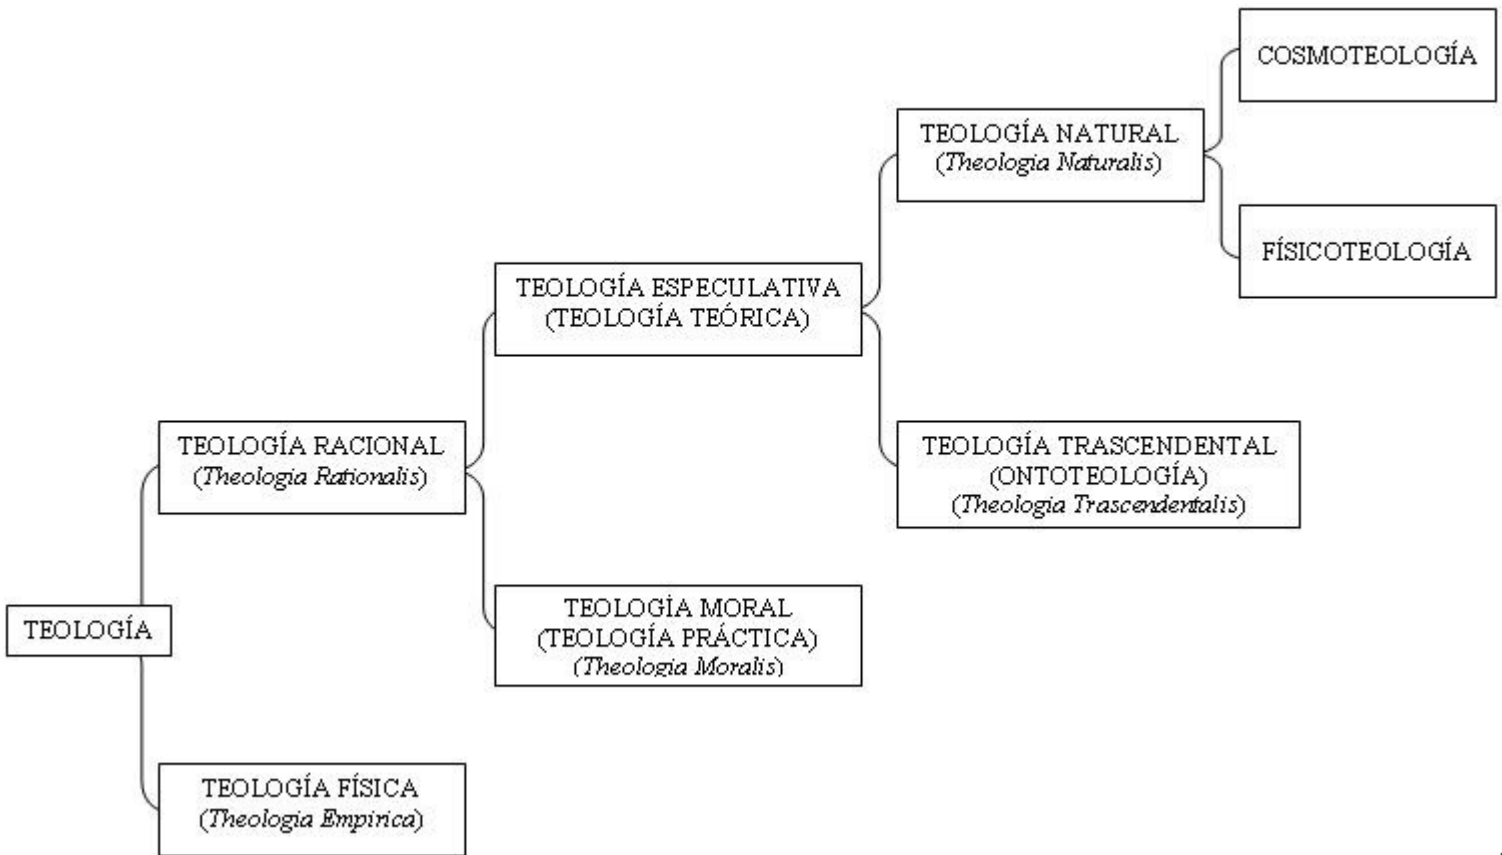 COSMOTEOLOGÍA
TEOLOGÍA NATURAL
(Theologia Naturalis)
FÍSICOTEOLOGÍA
TEOLOGÍA ESPECULATIVA
(TEOLOGÍA TEÓRICA)
TEOLOGÍA RACIONAL
(Theologia Rationalis)
TEOLOGÍA TRASCENDENTAL
(ONTOTEOLOGÍA)
(Theologia Trascendentalis)
TEOLOGÍA MORAL
(TEOLOGÍA PRÁCTICA)
(Theologia Moralis)
TEOLOGÍA
TEOLOGÍA FÍSICA
(Theologia Empirica)